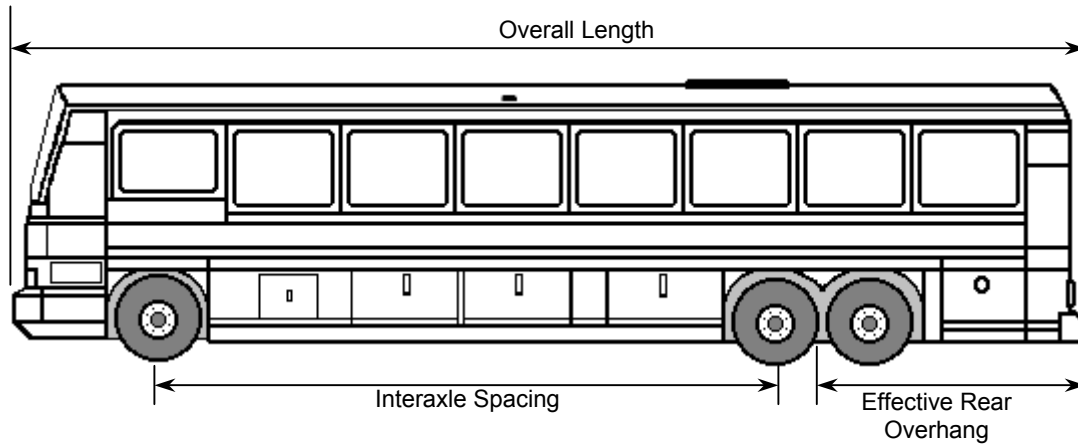 Overall Length
Interaxle Spacing
Effective Rear
Overhang